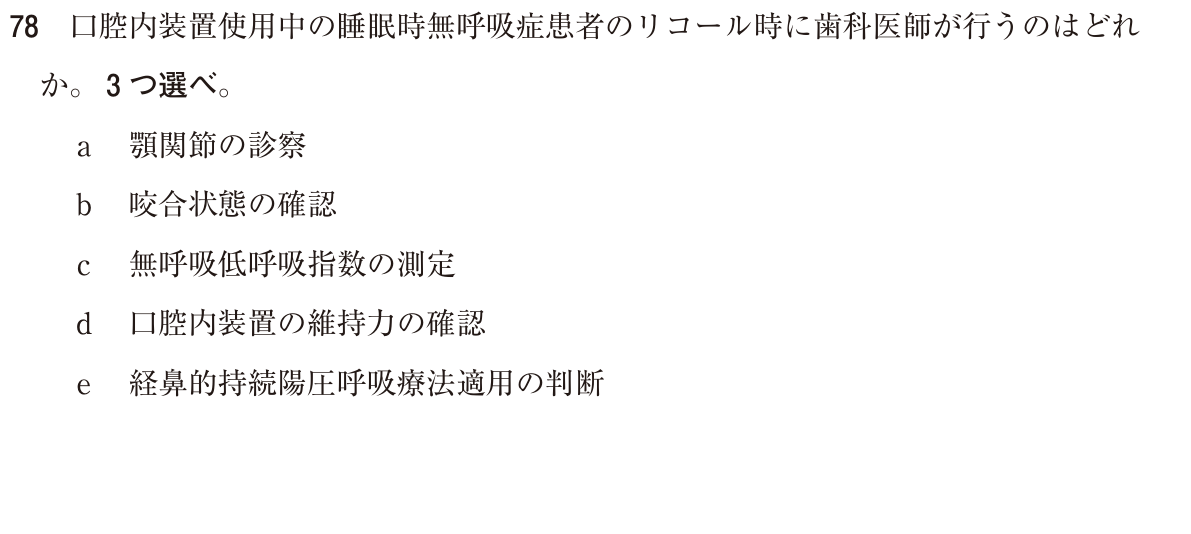 78 口腔内装置使用中の睡眠時無呼吸症患者のリコール時に歯科医師が行うのはどれ
か。 3 つ選べ。
a 顎関節の診察
b 咬合状態の確認
c 無呼吸低呼吸指数の測定
d 口腔内装置の維持力の確認
e 経鼻的持続陽圧呼吸療法適用の判断